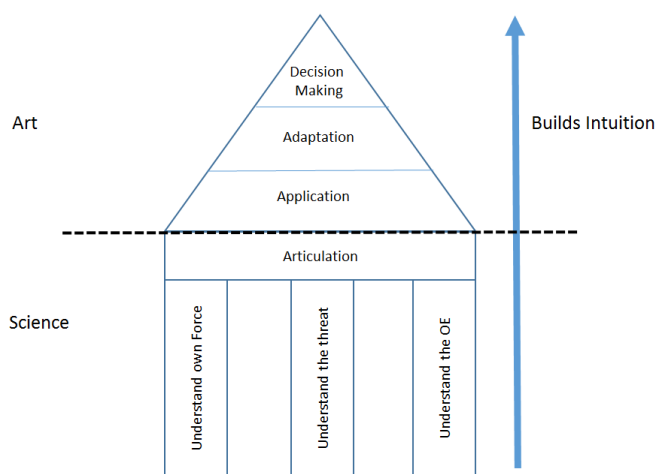 Decision
Making
Art
Builds Intuition
Adaptation
Application
Articulation
Science
Understand own Force
Understand the threat
Understand the OE